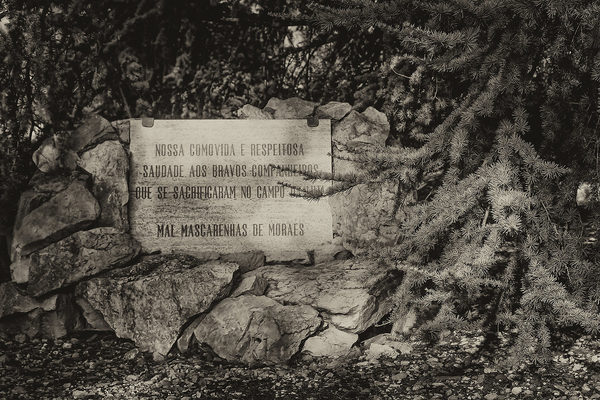 NOSSA COMOVIDA E RESPEITOSA
SAUDADE AOS BRAVOS COMPANHEIROS
QUE SE SACRIFICARAM NO CAMPO
MAL MASCARENHAS DE MORAES